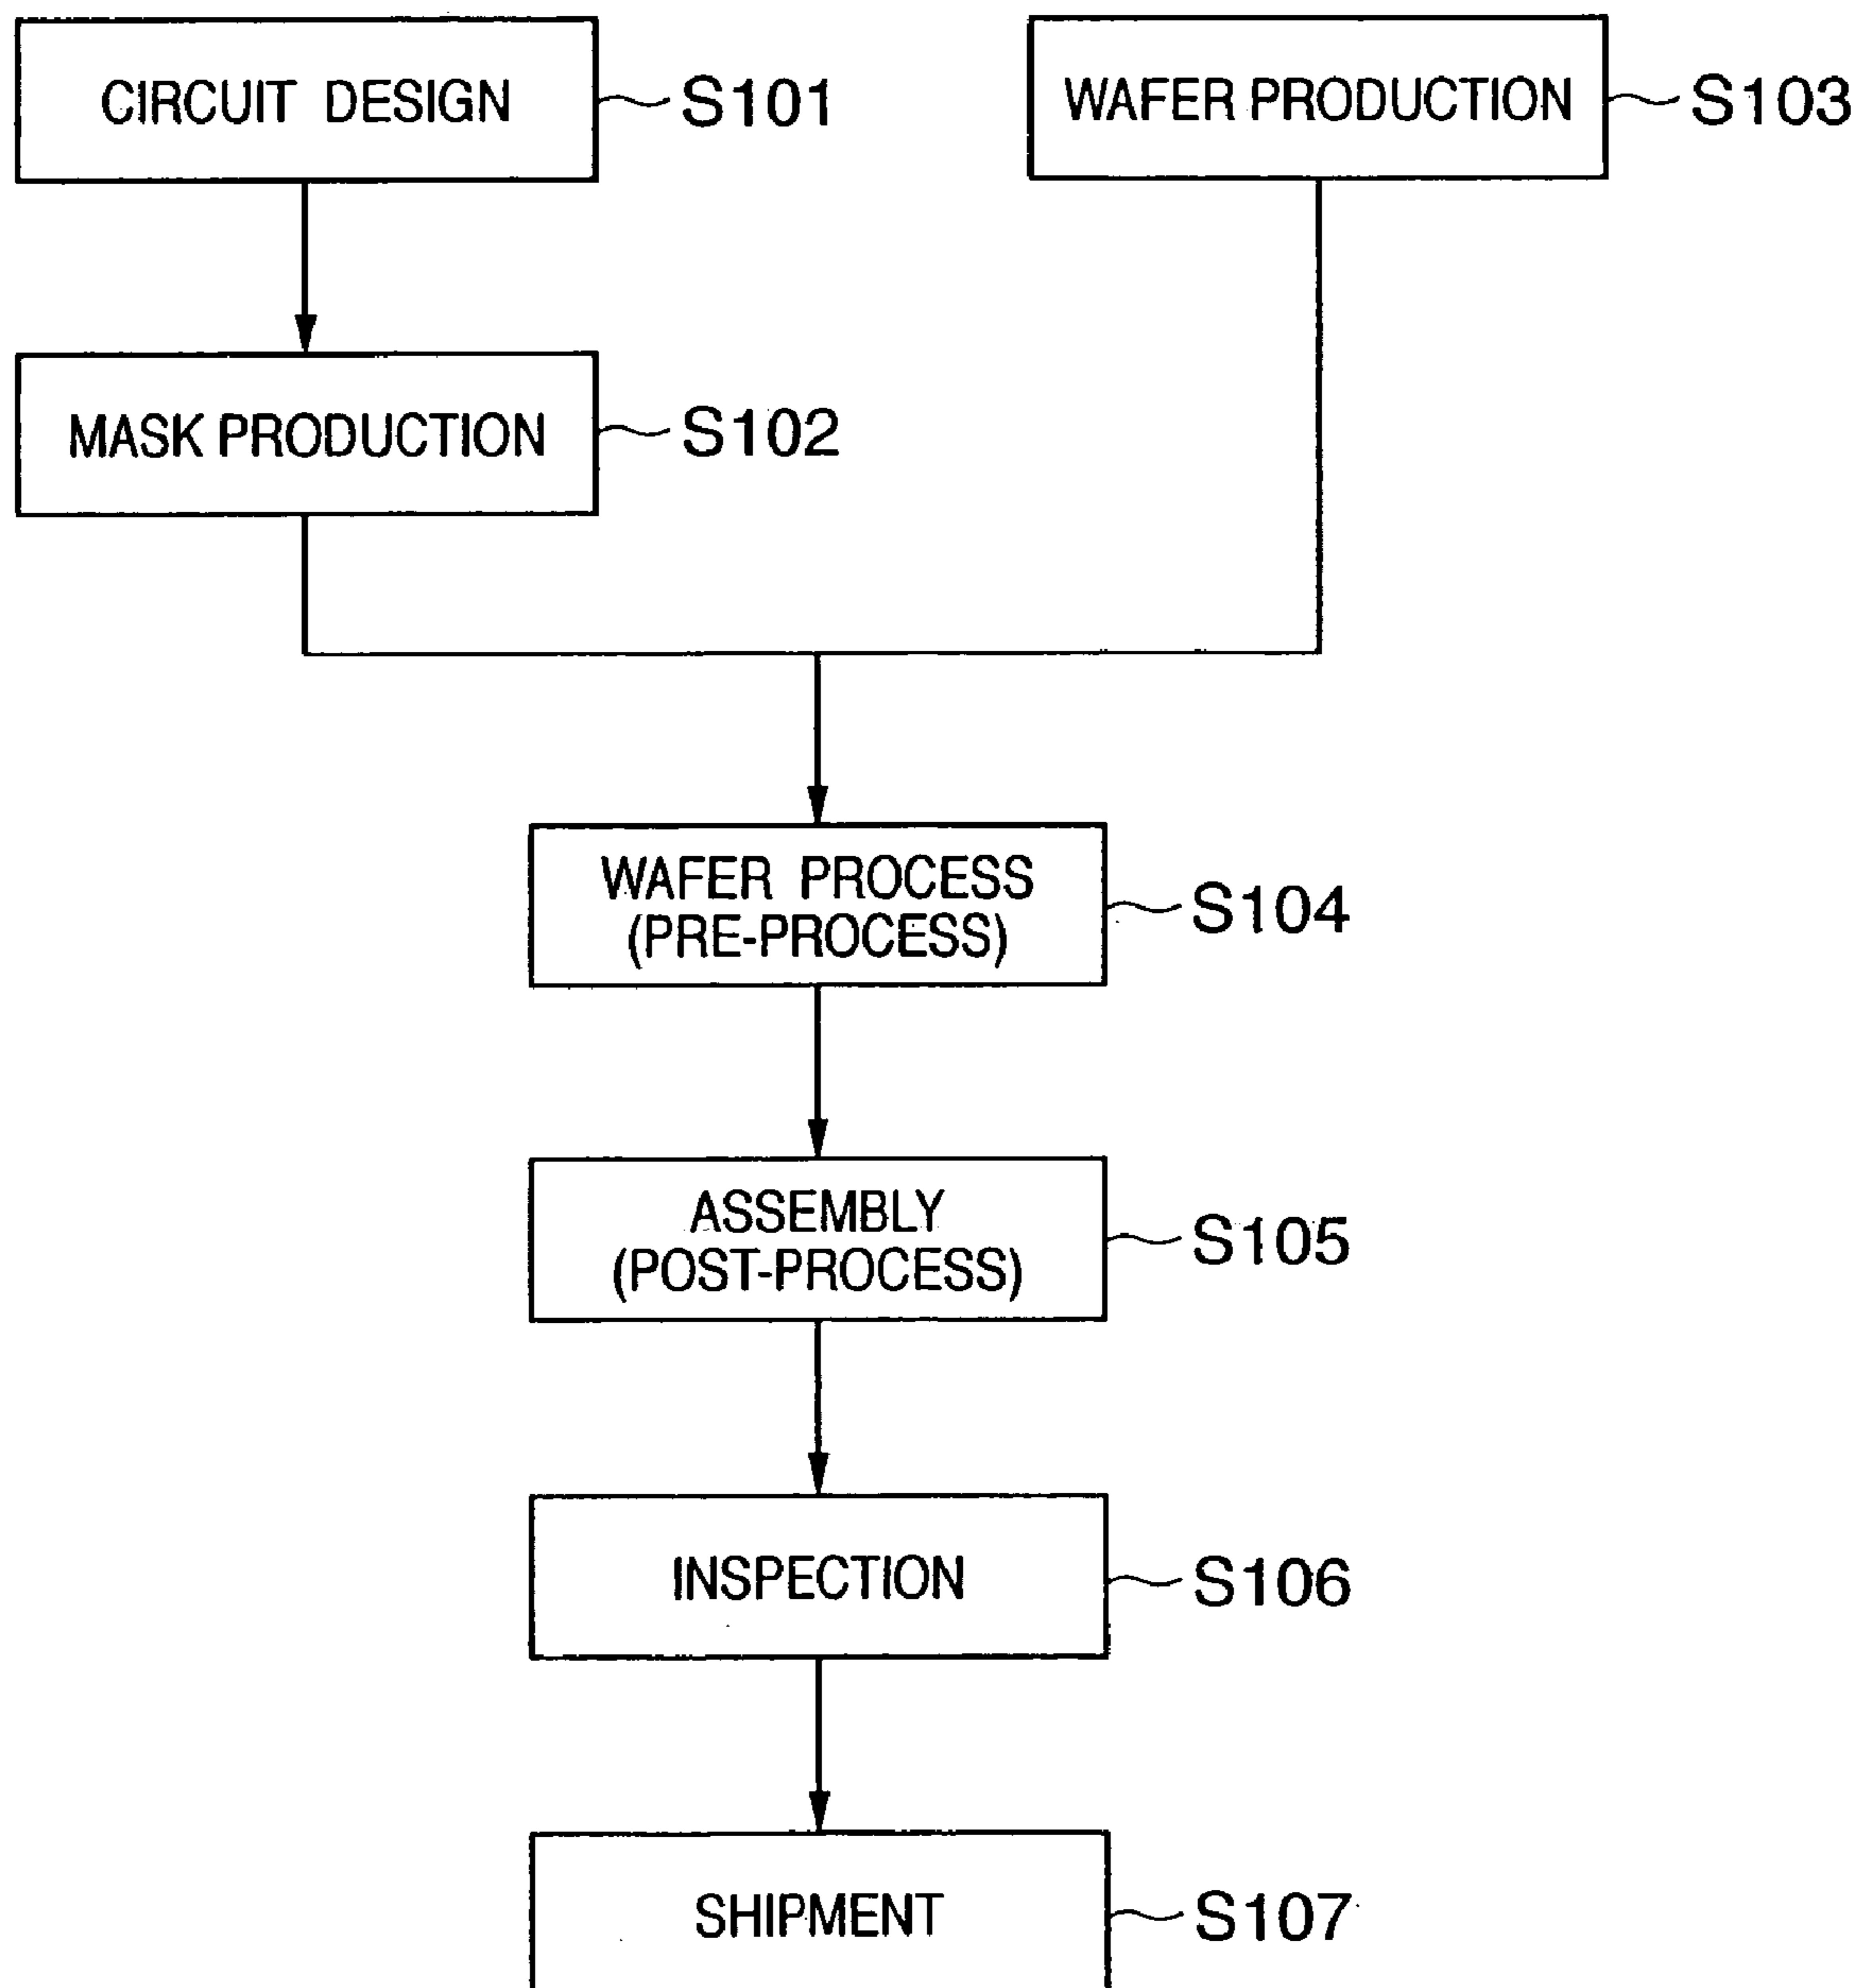 CIRCUIT DESIGN
S101
WAFER PRODUCTION
S103
MASK PRODUCTION
S102
WAFER PROCESS
(PRE-PROCESS)
S104
ASSEMBLY
(POST-PROCESS)
S105
INSPECTION
S106
SHIPMENT
S107